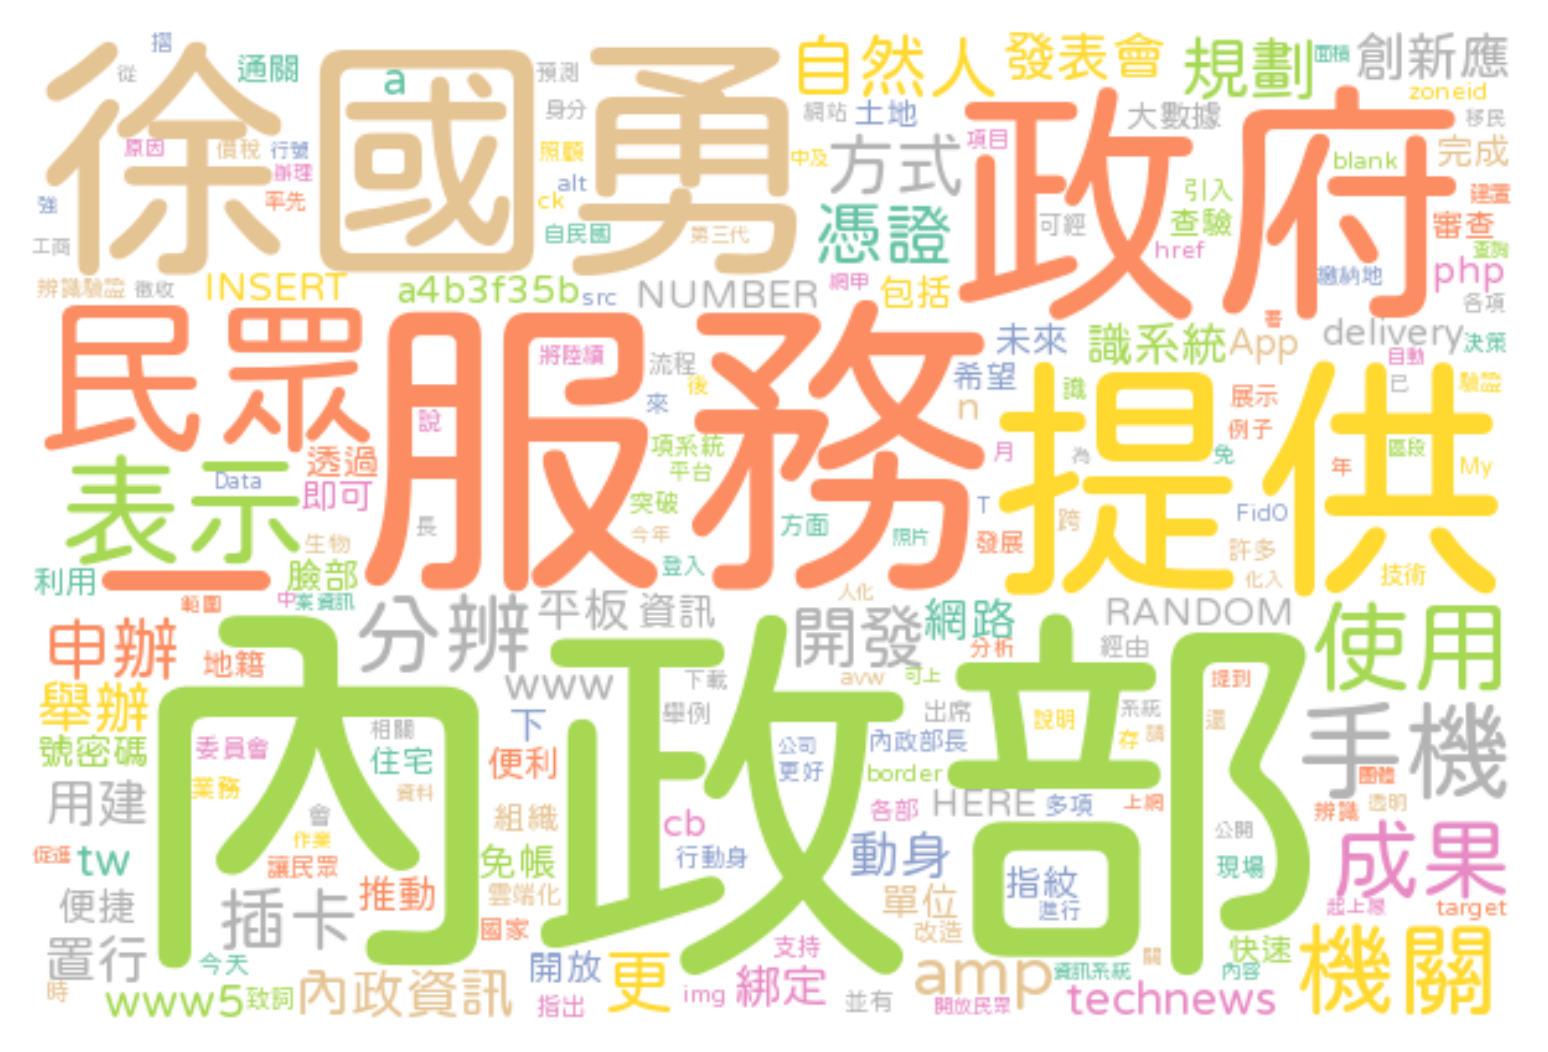 摺
從
通關
a
預測
自然人
發表會
規劃
面積
創新應
zoneid
徐國勇
身分
網站
土地
大數據
移民
政府
原因
價稅
行號
辦理
照顧
中及
方式
項目
blank
完成
強
率先
alt
ck
引入
建置
工商
自民國
第三代
憑證
可經
查驗
審查
href
查詢
辨識驗證
徵收
INSERT
a4b3f35b
src
NUMBER
網甲
包括
繳納地
php
各項
民眾
服務
將陸續
流程
後
來
未來
識系統
App
署
delivery
決策
自動
已
驗證
希望
n
識
提供
展示
例子
說
項系統
平台
透過
表示
Data
即可
月
為
免
年
區段
My
突破
T
跨
FidO
長
今年
方面
照片
發展
許多
生物
登入
化入
技術
利用
一
臉部
範圍
中
案資訊
人化
分辨
平板
資訊
開發
網路
RANDOM
分析
經由
使用
申辦
地籍
內政部
www
下載
avw
可上
提到
舉辦
下
舉例
出席
說明
系統
還
手機
號密碼
委員會
相關
住宅
便利
公司
更好
內政部長
存
請
border
團體
業務
資料
用建
會
組織
cb
各部
HERE
多項
上網
辨識
透明
作業
公開
促進
tw
讓民眾
免帳
行動身
動身
指紋
現場
成果
便捷
插卡
推動
雲端化
單位
進行
起上線
target
國家
改造
置行
今天
支持
關
快速
機關
時
www5
致詞
內政資訊
開放
更
指出
img
綁定
並有
amp
資訊系統
內容
開放民眾
technews